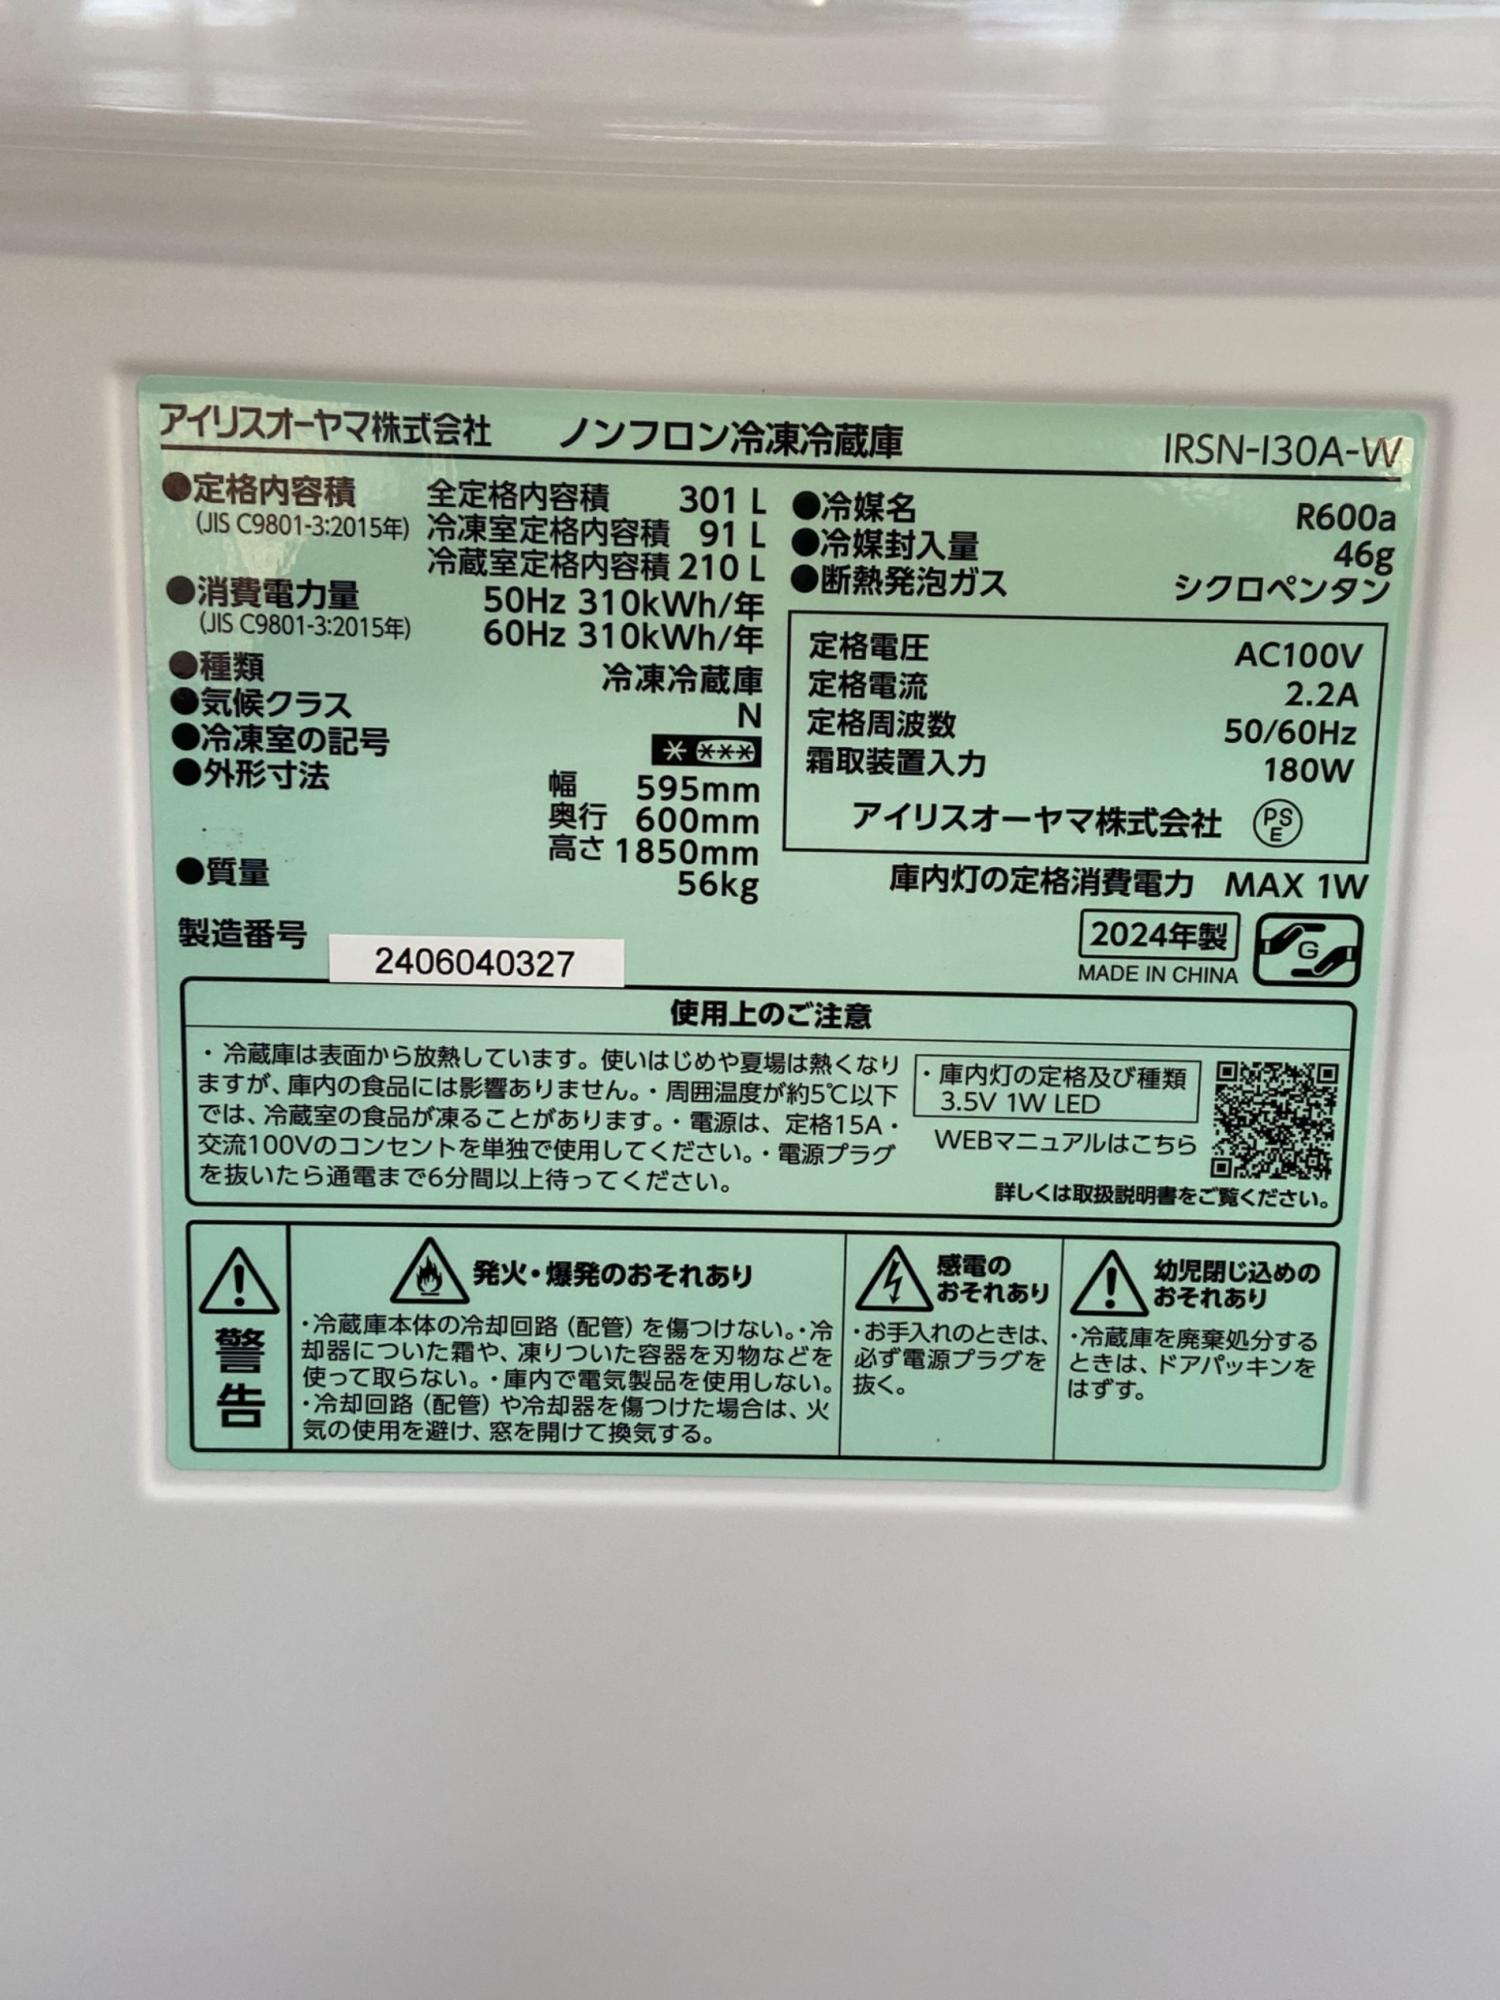 アイリスオーヤマ株式会社 ノンフロン冷凍冷蔵庫 IRSN-I30A-W
●定格内容積 全定格内容積 301 L
(JIS C9801-3:2015年) 冷凍室定格内容積 91 L
冷蔵室定格内容積 210 L
●消費電力量 50Hz 310kWh/年
(JIS C9801-3:2015年) 60Hz 310kWh/年
●種類 冷凍冷蔵庫
●気候クラス N
●冷凍室の記号
●外形寸法 幅 595mm
奥行 600mm
高さ 1850mm
●質量 56kg
製造番号 2406040327
●冷媒名 R600a
●冷媒封入量 46g
●断熱発泡ガス シクロペンタン
定格電圧 AC100V
定格電流 2.2A
定格周波数 50/60Hz
霜取装置入力 180W
アイリスオーヤマ株式会社 PSE
庫内灯の定格消費電力 MAX 1W
2024年製
MADE IN CHINA
G
使用上のご注意
・冷蔵庫は表面から放熱しています。使いはじめや夏場は熱くなり
ますが、庫内の食品には影響ありません。・周囲温度が約5℃以下
では、冷蔵室の食品が凍ることがあります。・電源は、定格15A・
交流100Vのコンセントを単独で使用してください。・電源プラグ
を抜いたら通電まで6分間以上待ってください。
・庫内灯の定格及び種類
3.5V 1W LED
WEBマニュアルはこちら
詳しくは取扱説明書をご覧ください。
警告
発火・爆発のおそれあり
・冷蔵庫本体の冷却回路（配管）を傷つけない。・冷
却器についた霜や、凍りついた容器を刃物などを
使って取らない。・庫内で電気製品を使用しない。
・冷却回路（配管）や冷却器を傷つけた場合は、火
気の使用を避け、窓を開けて換気する。
感電の
おそれあり
・お手入れのときは、
必ず電源プラグを
抜く。
幼児閉じ込めの
おそれあり
・冷蔵庫を廃棄処分する
ときは、ドアパッキンを
はずす。